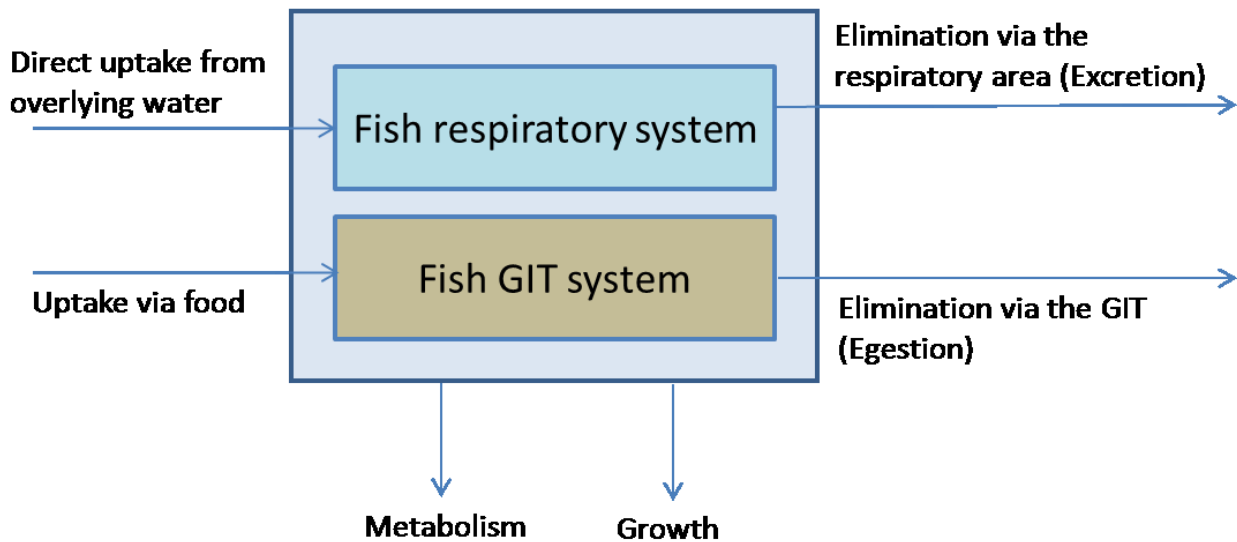 Direct uptake from
overlying water
Fish respiratory system
Elimination via the
respiratory area (Excretion)
Uptake via food
Fish GIT system
Elimination via the GIT
(Egestion)
Metabolism
Growth